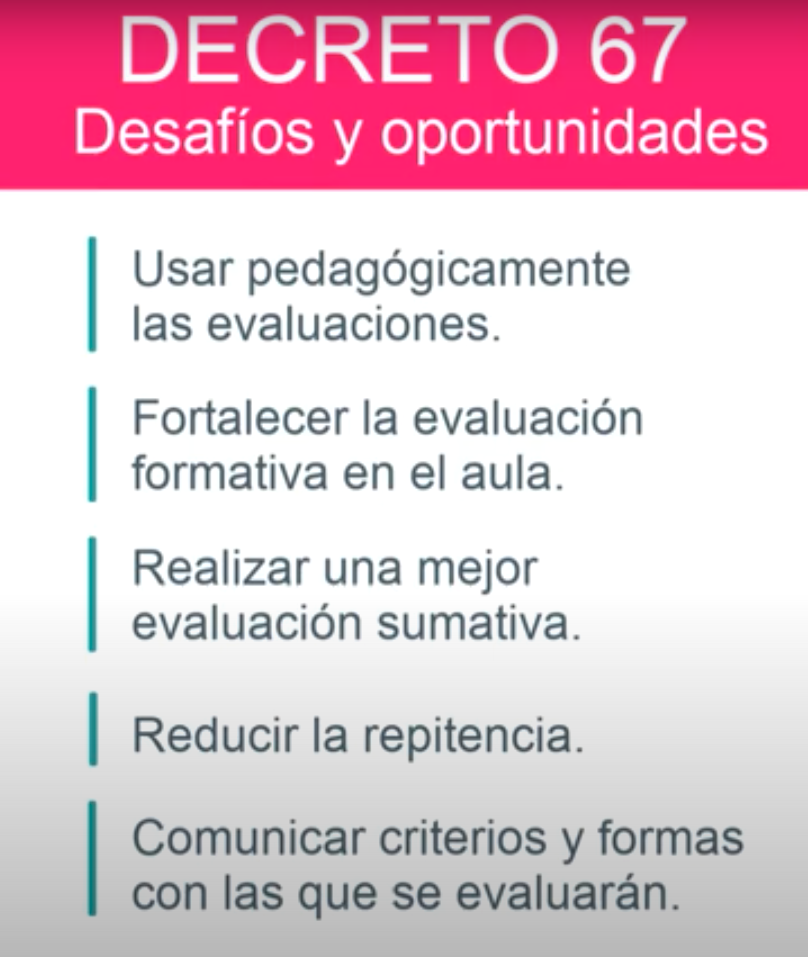 DECRETO 67
Desafíos y oportunidades
Usar pedagógicamente
las evaluaciones.
Fortalecer la evaluación
formativa en el aula.
Realizar una mejor
evaluación sumativa.
Reducir la repitencia.
Comunicar criterios y formas
con las que se evaluarán.